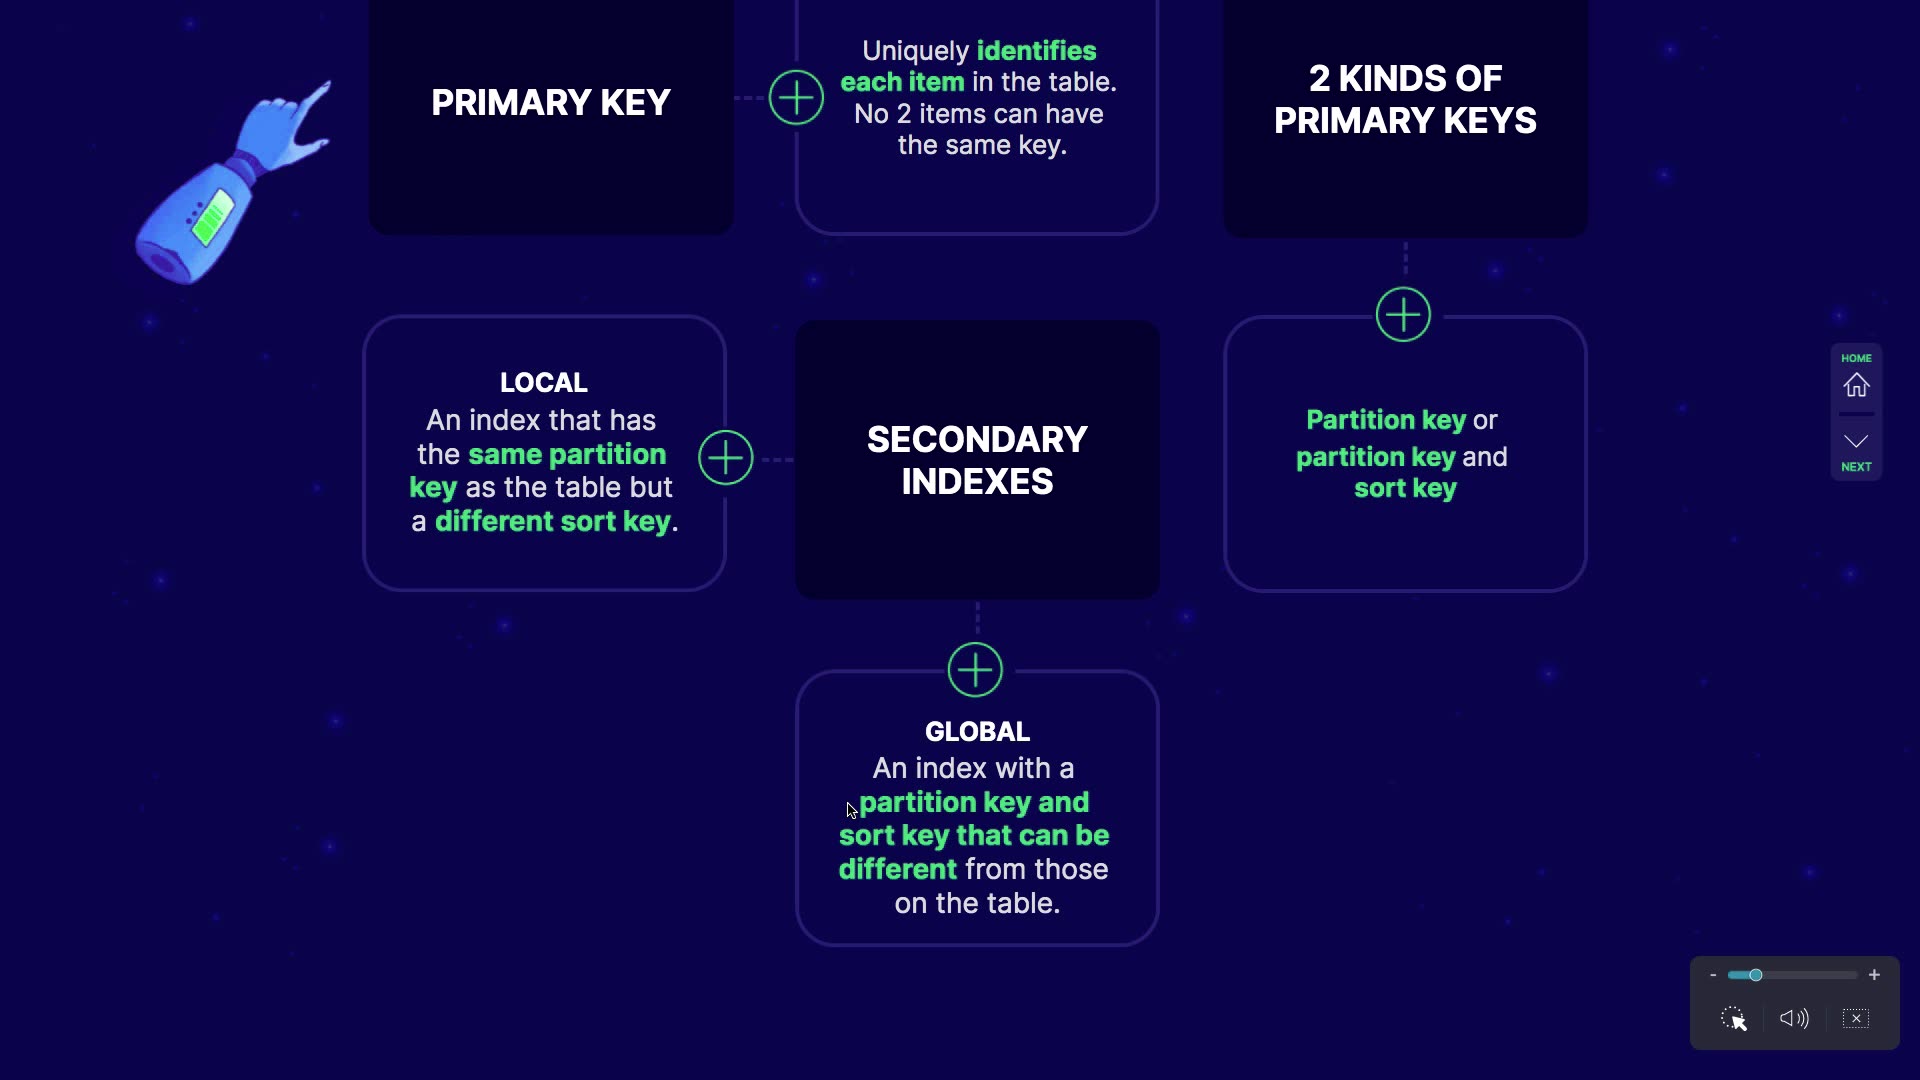 PRIMARY KEY
Uniquely identifies
each item in the table.
No 2 items can have
the same key.
2 KINDS OF
PRIMARY KEYS
LOCAL
An index that has
the same partition
key as the table but
a different sort key.
SECONDARY
INDEXES
Partition key or
partition key and
sort key
HOME
NEXT
GLOBAL
An index with a
partition key and
sort key that can be
different from those
on the table.
- +